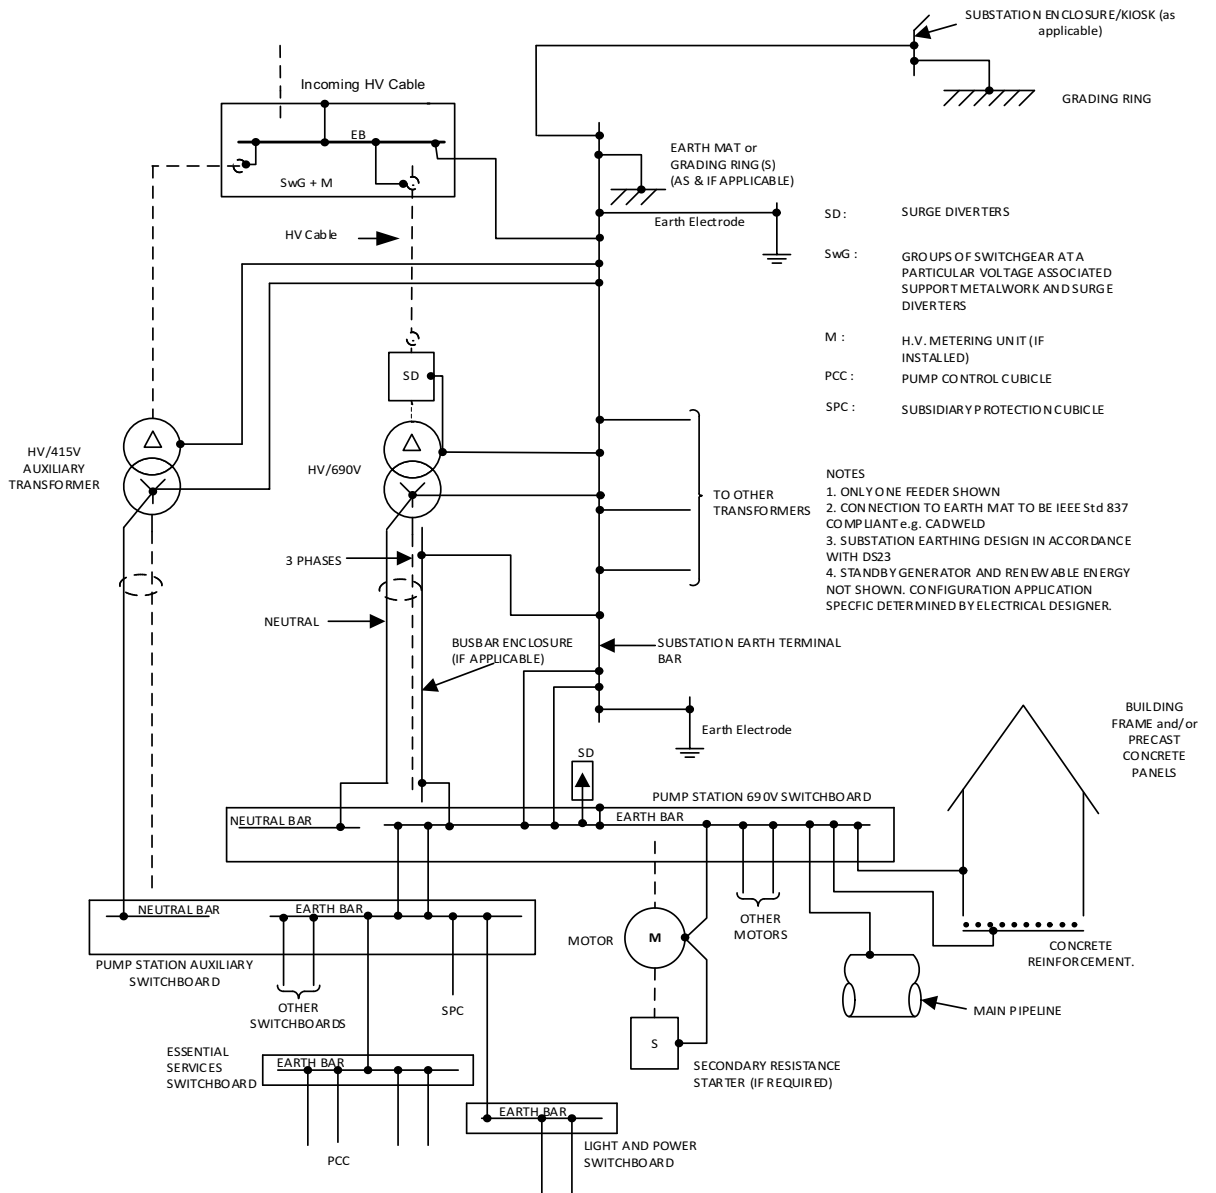 SUBSTATION ENCLOSURE/KIOSK (as
applicable)
Incoming HV Cable
GRADING RING
EB
SwG + M
EARTH MAT or
GRADING RING(S)
(AS & IF APPLICABLE)
Earth Electrode
HV Cable
SD :
SURGE DIVERTERS
SwG :
GROUPS OF SWITCHGEAR AT A
PARTICULAR VOLTAGE ASSOCIATED
SUPPORT METALWORK AND SURGE
DIVERTERS
M :
H.V. METERING UNIT (IF
INSTALLED)
PCC :
PUMP CONTROL CUBICLE
SPC :
SUBSIDIARY PROTECTION CUBICLE
SD
HV/415V
AUXILIARY
TRANSFORMER
HV/690V
TO OTHER
TRANSFORMERS
NOTES
1. ONLY ONE FEEDER SHOWN
2. CONNECTION TO EARTH MAT TO BE IEEE Std 837
COMPLIANT e.g. CADWELD
3. SUBSTATION EARTHING DESIGN IN ACCORDANCE
WITH DS23
4. STANDBY GENERATOR AND RENEWABLE ENERGY
NOT SHOWN. CONFIGURATION APPLICATION
SPECFIC DETERMINED BY ELECTRICAL DESIGNER.
3 PHASES
NEUTRAL
BUSBAR ENCLOSURE
(IF APPLICABLE)
SUBSTATION EARTH TERMINAL
BAR
Earth Electrode
SD
BUILDING
FRAME and/or
PRECAST
CONCRETE
PANELS
PUMP STATION 690V SWITCHBOARD
NEUTRAL BAR
EARTH BAR
NEUTRAL BAR
EARTH BAR
PUMP STATION AUXILIARY
SWITCHBOARD
MOTOR
M
OTHER
MOTORS
CONCRETE
REINFORCEMENT.
OTHER
SWITCHBOARDS
SPC
MAIN PIPELINE
S
SECONDARY RESISTANCE
STARTER (IF REQUIRED)
ESSENTIAL
SERVICES
SWITCHBOARD
EARTH BAR
EARTH BAR
PCC
LIGHT AND POWER
SWITCHBOARD